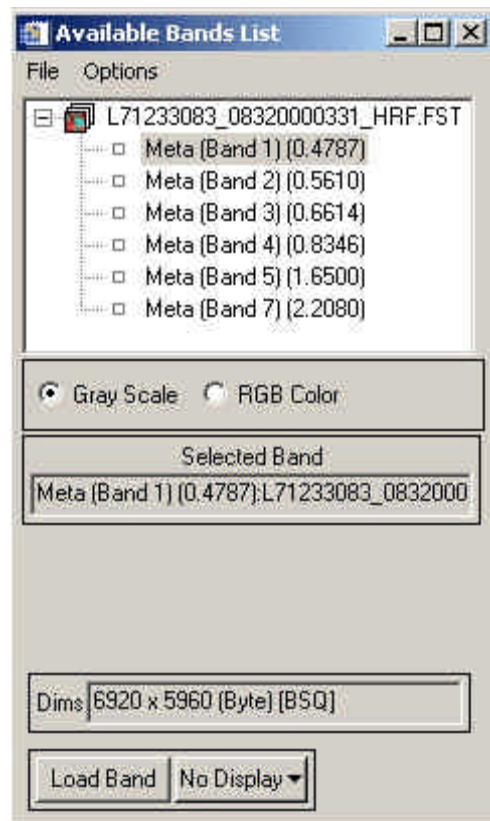 Available Bands List
File Options
L71233083_08320000331_HRF.FST
Meta (Band 1) (0.4787)
Meta (Band 2) (0.5610)
Meta (Band 3) (0.6614)
Meta (Band 4) (0.8346)
Meta (Band 5) (1.6500)
Meta (Band 7) (2.2080)
Gray Scale RGB Color
Selected Band
Meta (Band 1) (0.4787):L71233083_0832000
Dims 6920 x 5960 (Byte) [BSQ]
Load Band No Display